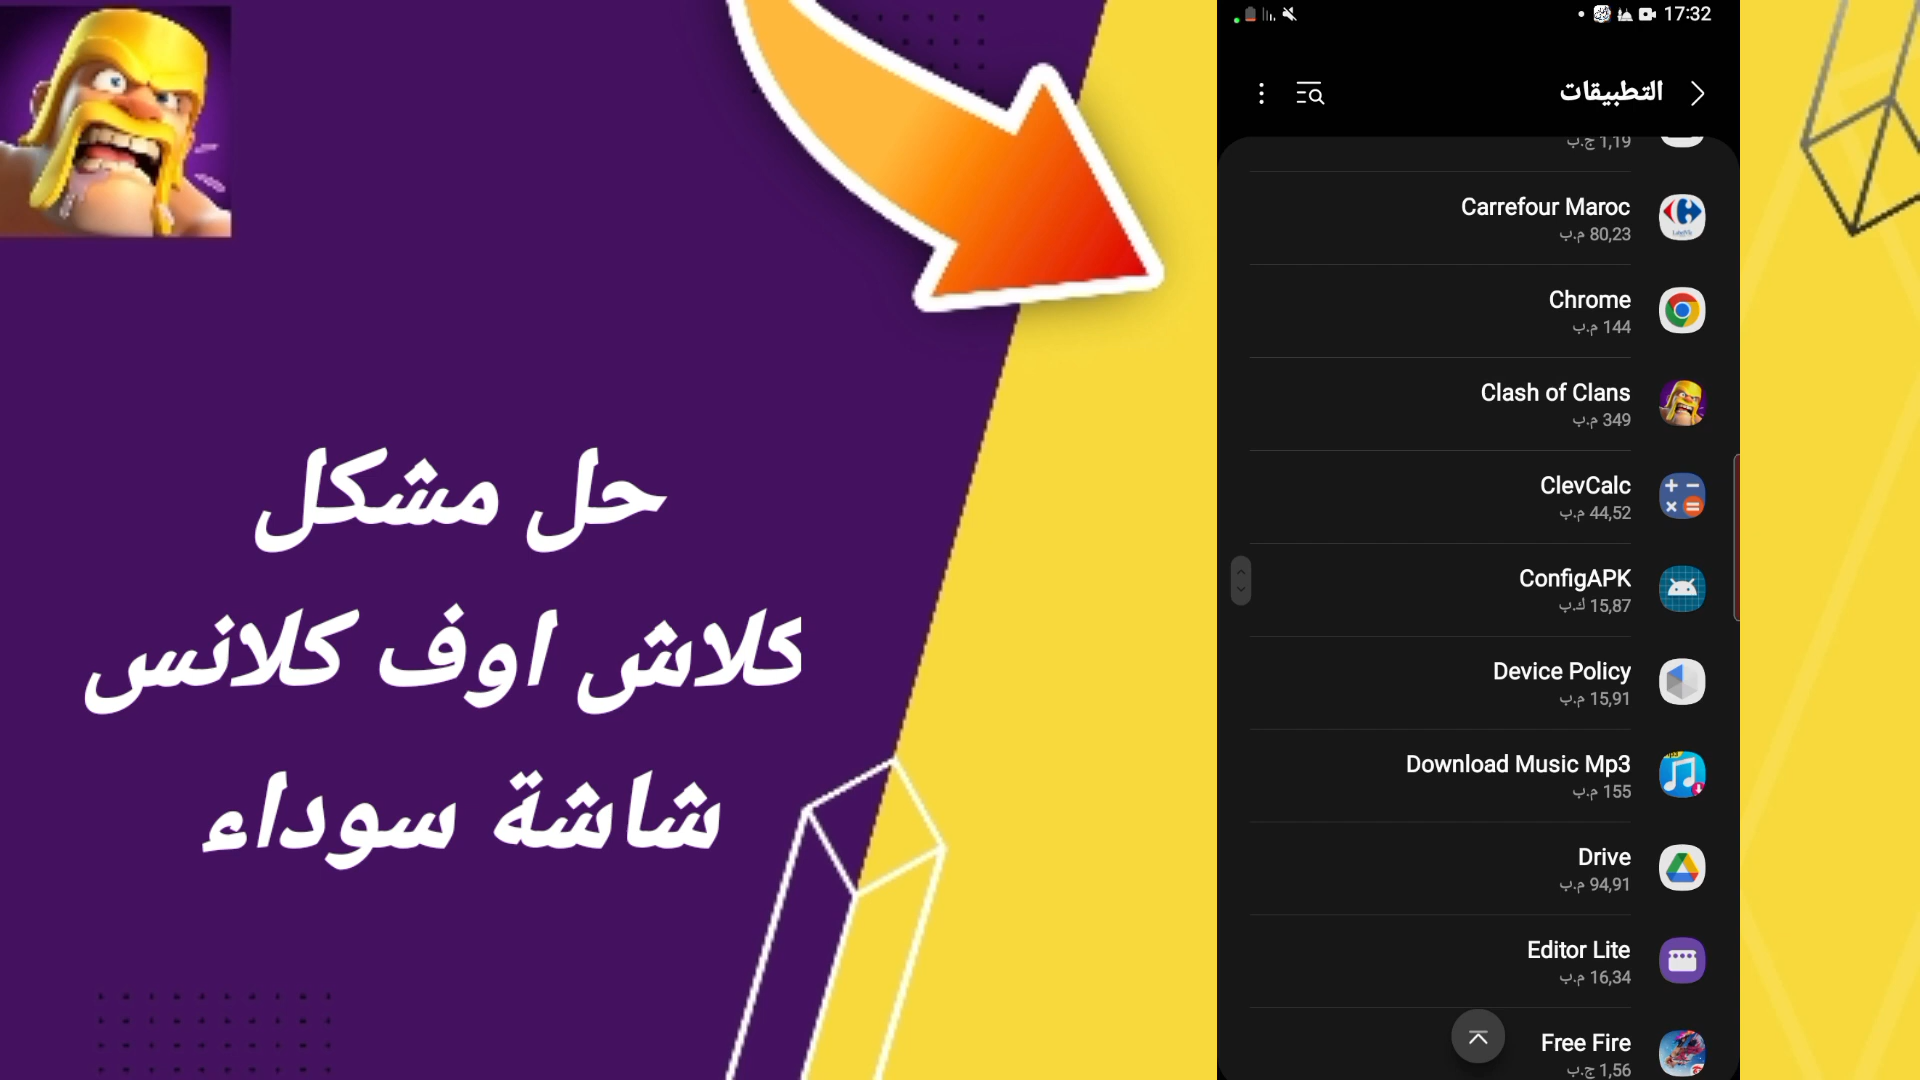 حل مشكل
كلاش اوف كلانس
شاشة سوداء
17:32
التطبيقات
1,19 ج.ب
Carrefour Maroc
80,23 م.ب
Chrome
144 م.ب
Clash of Clans
349 م.ب
ClevCalc
44,52 م.ب
ConfigAPK
15,87 ك.ب
Device Policy
15,91 م.ب
Download Music Mp3
155 م.ب
Drive
94,91 م.ب
Editor Lite
16,34 م.ب
Free Fire
1,56 ج.ب